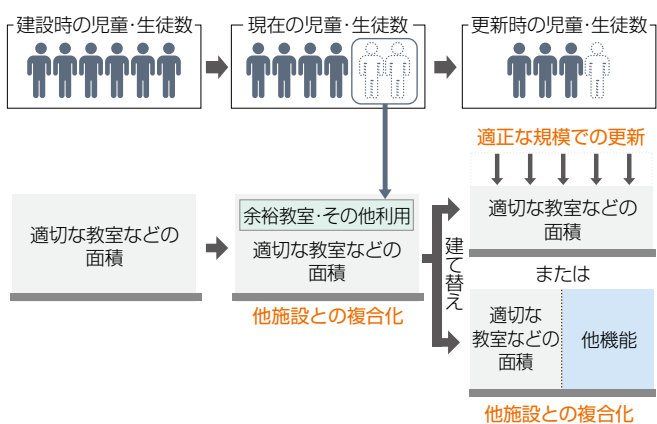 建設時の児童・生徒数
現在の児童・生徒数
更新時の児童・生徒数
適切な教室などの
面積
余裕教室・その他利用
適切な教室などの
面積
他施設との複合化
建て替え
適正な規模での更新
適切な教室などの
面積
または
適切な
教室などの
面積
他機能
他施設との複合化